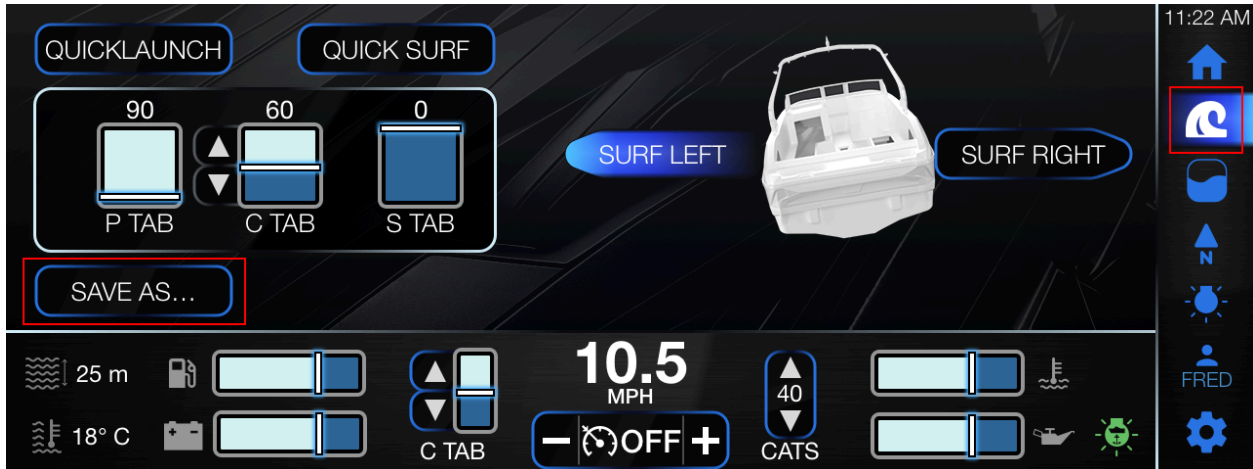 11:22 AM
QUICKLAUNCH
QUICK SURF
90
60
0
P TAB
C TAB
S TAB
SURF LEFT
SURF RIGHT
SAVE AS...
N
FRED
25 m
18° C
C TAB
10.5
MPH
OFF
40
CATS